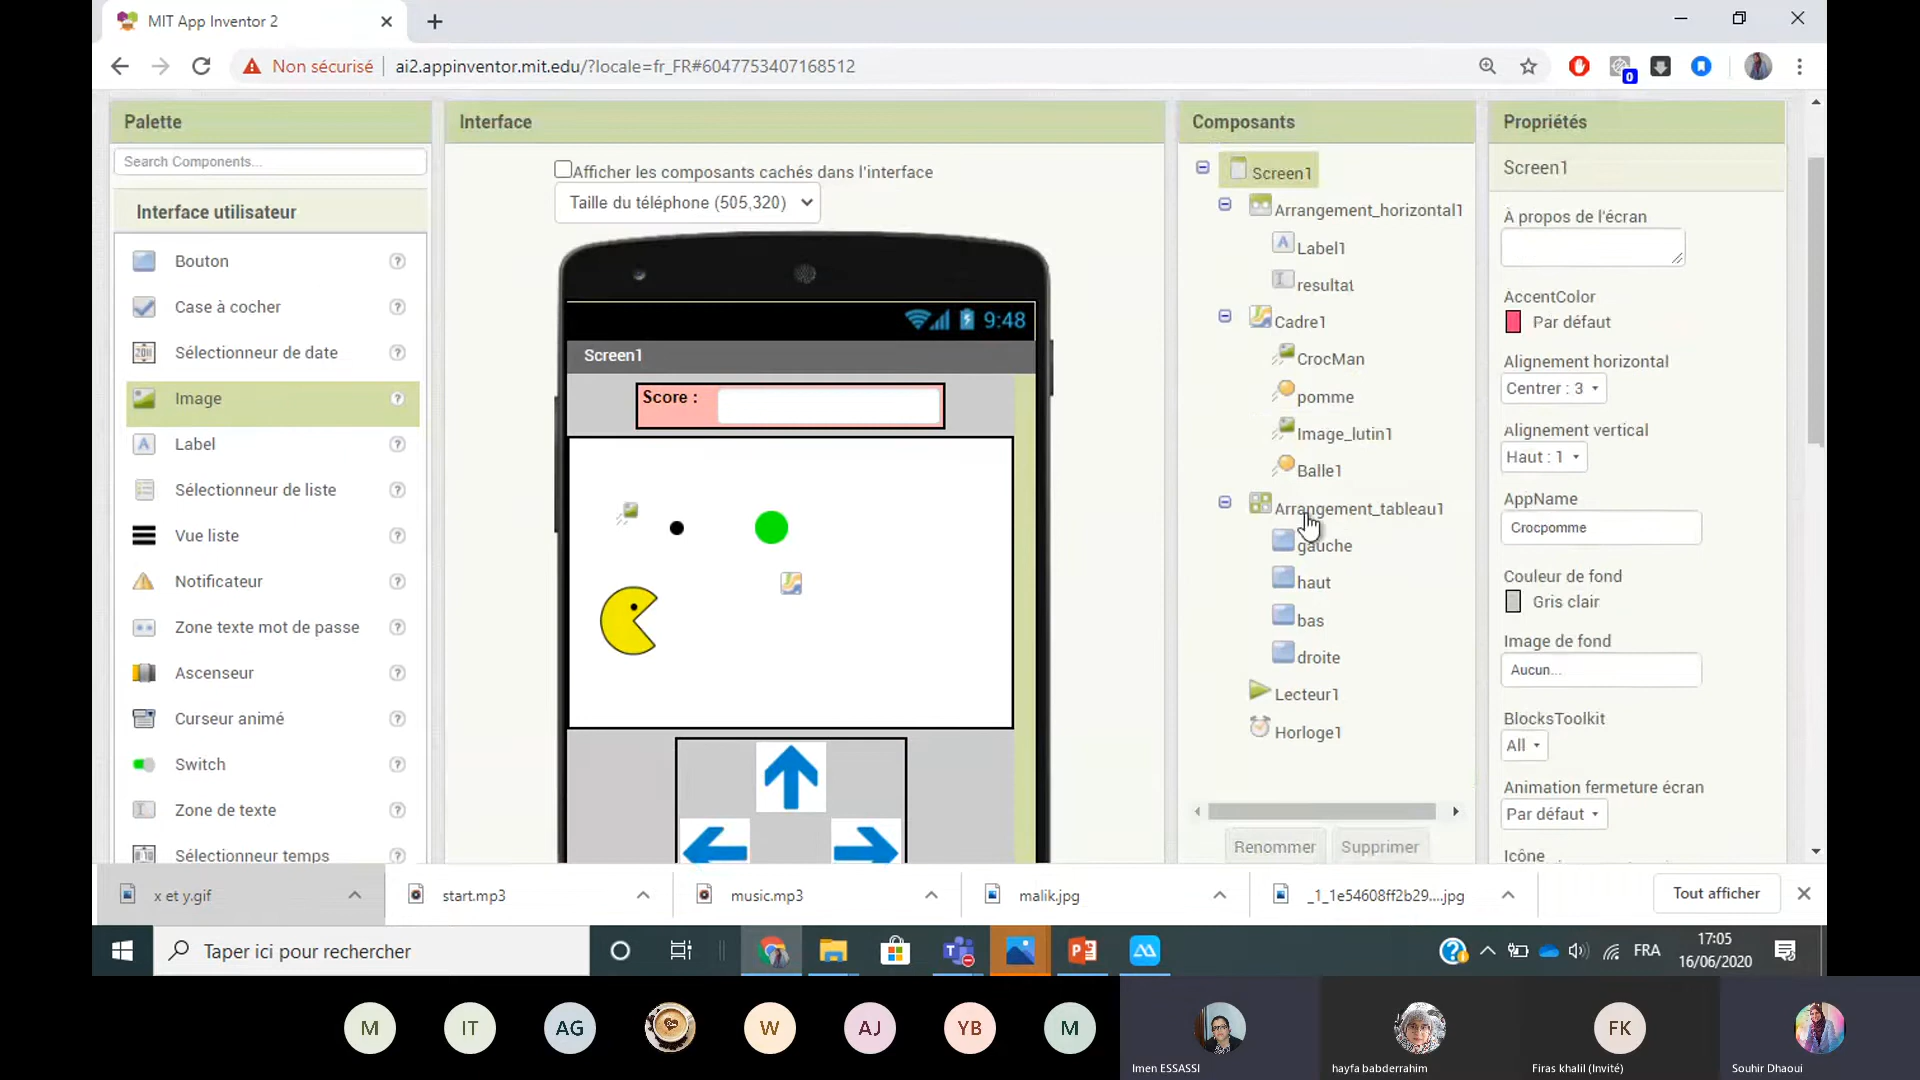 MIT App Inventor 2
Non sécurisé
ai2.appinventor.mit.edu/?locale=fr_FR#6047753407168512
0
Palette
Search Components...
Interface utilisateur
Bouton
Case à cocher
Sélectionneur de date
Image
Label
Sélectionneur de liste
Vue liste
Notificateur
Zone texte mot de passe
Ascenseur
Curseur animé
Switch
Zone de texte
Sélectionneur temps
Interface
Afficher les composants cachés dans l'interface
Taille du téléphone (505,320)
9:48
Screen1
Score :
Composants
Screen1
Arrangement_horizontal1
Label1
resultat
Cadre1
CrocMan
pomme
Image_lutin1
Balle1
Arrangement_tableau1
gauche
haut
bas
droite
Lecteur1
Horloge1
Renommer
Supprimer
Propriétés
Screen1
À propos de l'écran
AccentColor
Par défaut
Alignement horizontal
Centrer : 3
Alignement vertical
Haut : 1
AppName
Crocpomme
Couleur de fond
Gris clair
Image de fond
Aucun...
BlocksToolkit
All
Animation fermeture écran
Par défaut
Icône
x et y.gif
start.mp3
music.mp3
malik.jpg
_1_1e54608ff2b29....jpg
Tout afficher
Taper ici pour rechercher
FRA
17:05
16/06/2020
M
IT
AG
W
AJ
YB
M
FK
Imen ESSASSI
hayfa babderrahim
Firas khalil (Invité)
Souhir Dhaoui